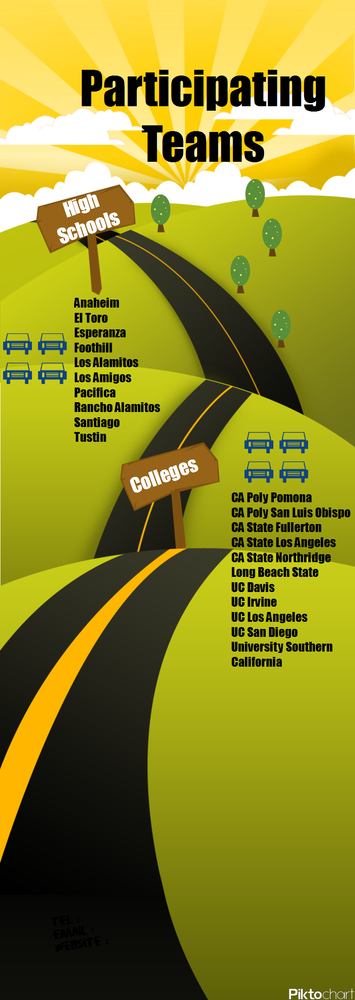 Participating
Teams
High
Schools
Anaheim
El Toro
Esperanza
Foothill
Los Alamitos
Los Amigos
Pacifica
Rancho Alamitos
Santiago
Tustin
Colleges
CA Poly Pomona
CA Poly San Luis Obispo
CA State Fullerton
CA State Los Angeles
CA State Northridge
Long Beach State
UC Davis
UC Irvine
UC Los Angeles
UC San Diego
University Southern
California
TEL :
EMAIL :
WEBSITE :
Piktochart